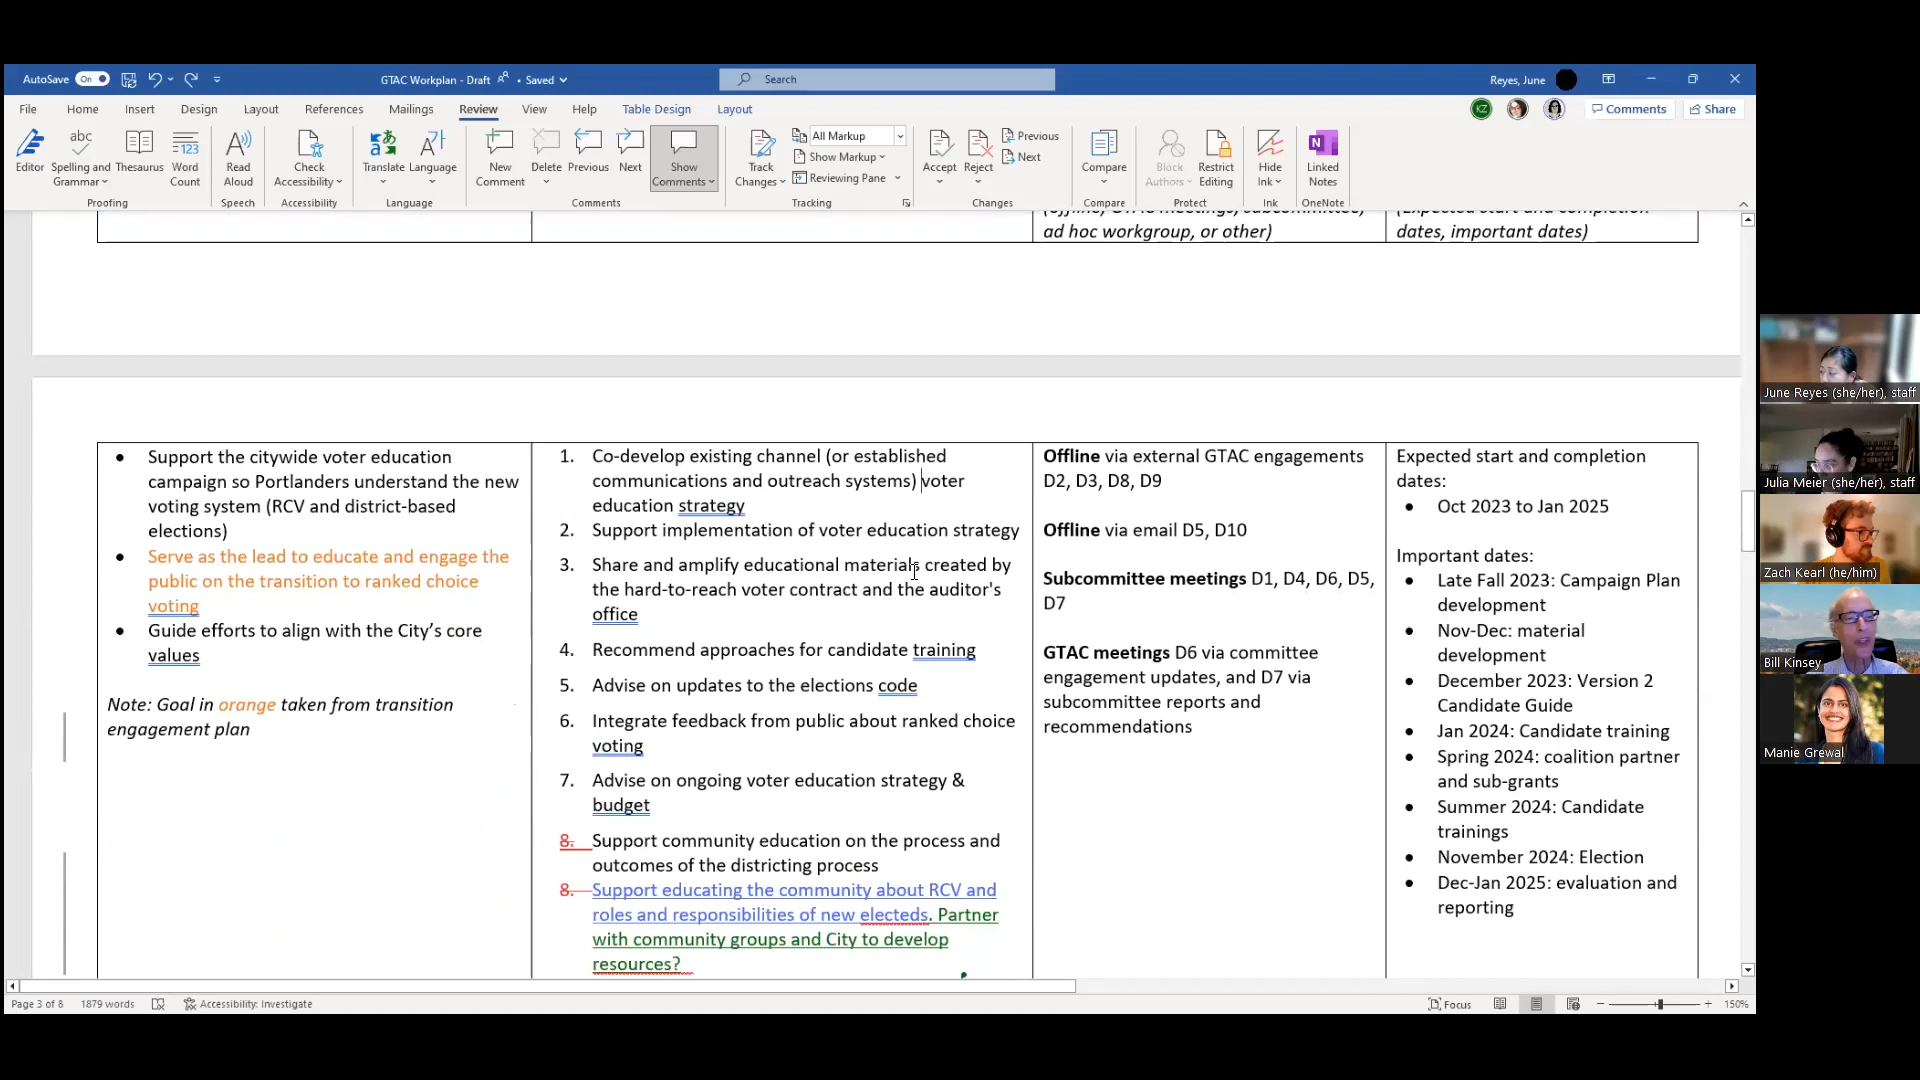 AutoSave On
GTAC Workplan - Draft • Saved
Search
Reyes, June
File Home Insert Design Layout References Mailings Review View Help Table Design Layout
KZ
Comments
Share
Editor
Spelling and Grammar
Thesaurus
Word Count
Proofing
Read Aloud
Speech
Check Accessibility
Accessibility
Translate
Language
Language
New Comment
Delete
Previous
Next
Show Comments
Comments
Track Changes
All Markup
Show Markup
Reviewing Pane
Tracking
Accept
Reject
Previous
Next
Changes
Compare
Compare
Block Authors
Restrict Editing
Protect
Hide Ink
Ink
Linked Notes
OneNote
(offline, GTAC meetings, subcommittee,
ad hoc workgroup, or other)
(Expected start and completion
dates, important dates)
• Support the citywide voter education
campaign so Portlanders understand the new
voting system (RCV and district-based
elections)
• Serve as the lead to educate and engage the
public on the transition to ranked choice
voting
• Guide efforts to align with the City's core
values
Note: Goal in orange taken from transition
engagement plan
1. Co-develop existing channel (or established
communications and outreach systems) voter
education strategy
2. Support implementation of voter education strategy
3. Share and amplify educational materials created by
the hard-to-reach voter contract and the auditor's
office
4. Recommend approaches for candidate training
5. Advise on updates to the elections code
6. Integrate feedback from public about ranked choice
voting
7. Advise on ongoing voter education strategy &
budget
8. Support community education on the process and
outcomes of the districting process
8. Support educating the community about RCV and
roles and responsibilities of new electeds. Partner
with community groups and City to develop
resources?
Offline via external GTAC engagements
D2, D3, D8, D9
Offline via email D5, D10
Subcommittee meetings D1, D4, D6, D5,
D7
GTAC meetings D6 via committee
engagement updates, and D7 via
subcommittee reports and
recommendations
Expected start and completion
dates:
• Oct 2023 to Jan 2025
Important dates:
• Late Fall 2023: Campaign Plan
development
• Nov-Dec: material
development
• December 2023: Version 2
Candidate Guide
• Jan 2024: Candidate training
• Spring 2024: coalition partner
and sub-grants
• Summer 2024: Candidate
trainings
• November 2024: Election
• Dec-Jan 2025: evaluation and
reporting
Page 3 of 8
1879 words
Accessibility: Investigate
Focus
150%
June Reyes (she/her), staff
Julia Meier (she/her), staff
Zach Kearl (he/him)
Bill Kinsey
Manie Grewal